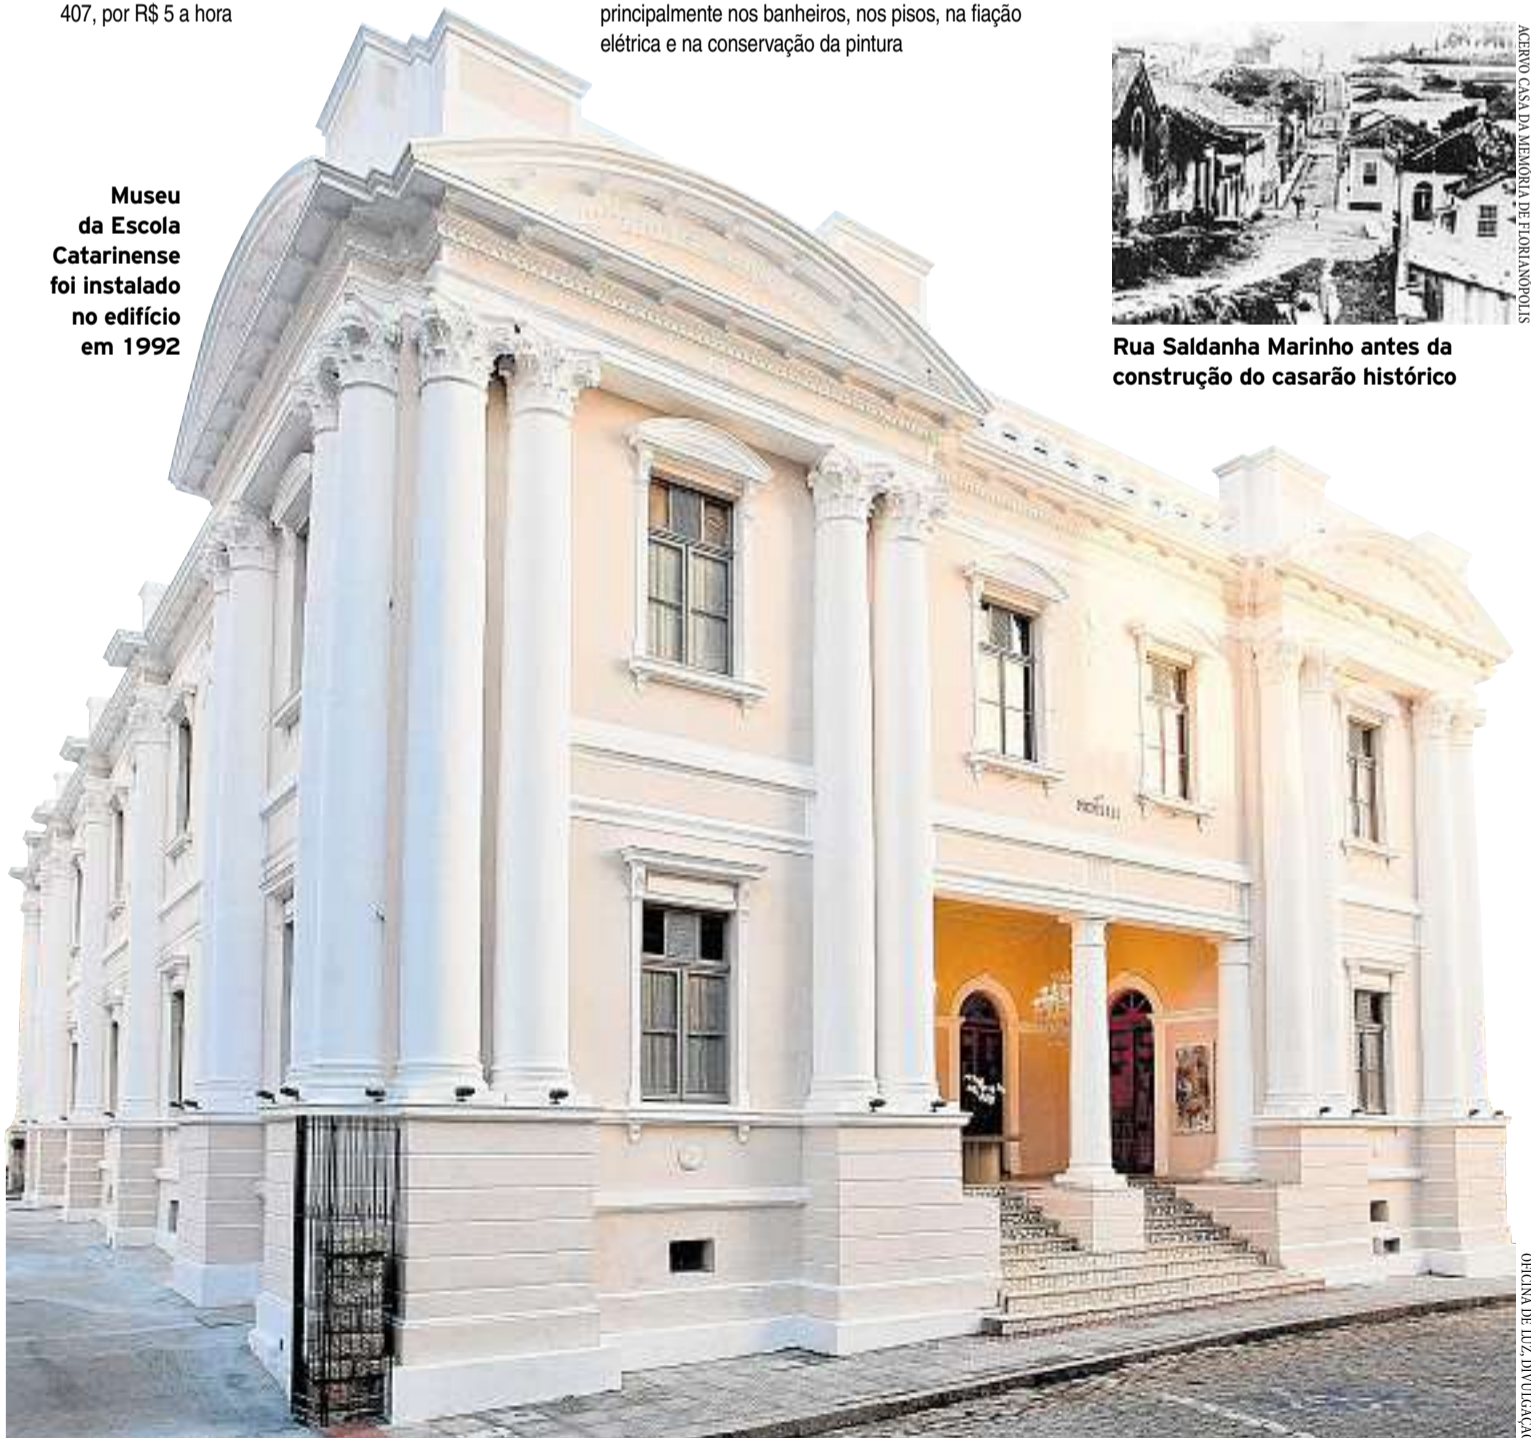 407, por R$ 5 a hora
principalmente nos banheiros, nos pisos, na fiação
elétrica e na conservação da pintura
Museu
da Escola
Catarinense
foi instalado
no edifício
em 1992
ACERVO CASA DA MEMÓRIA DE FLORIANÓPOLIS
Rua Saldanha Marinho antes da
construção do casarão histórico
OFICINA DE LUZ, DIVULGAÇÃO